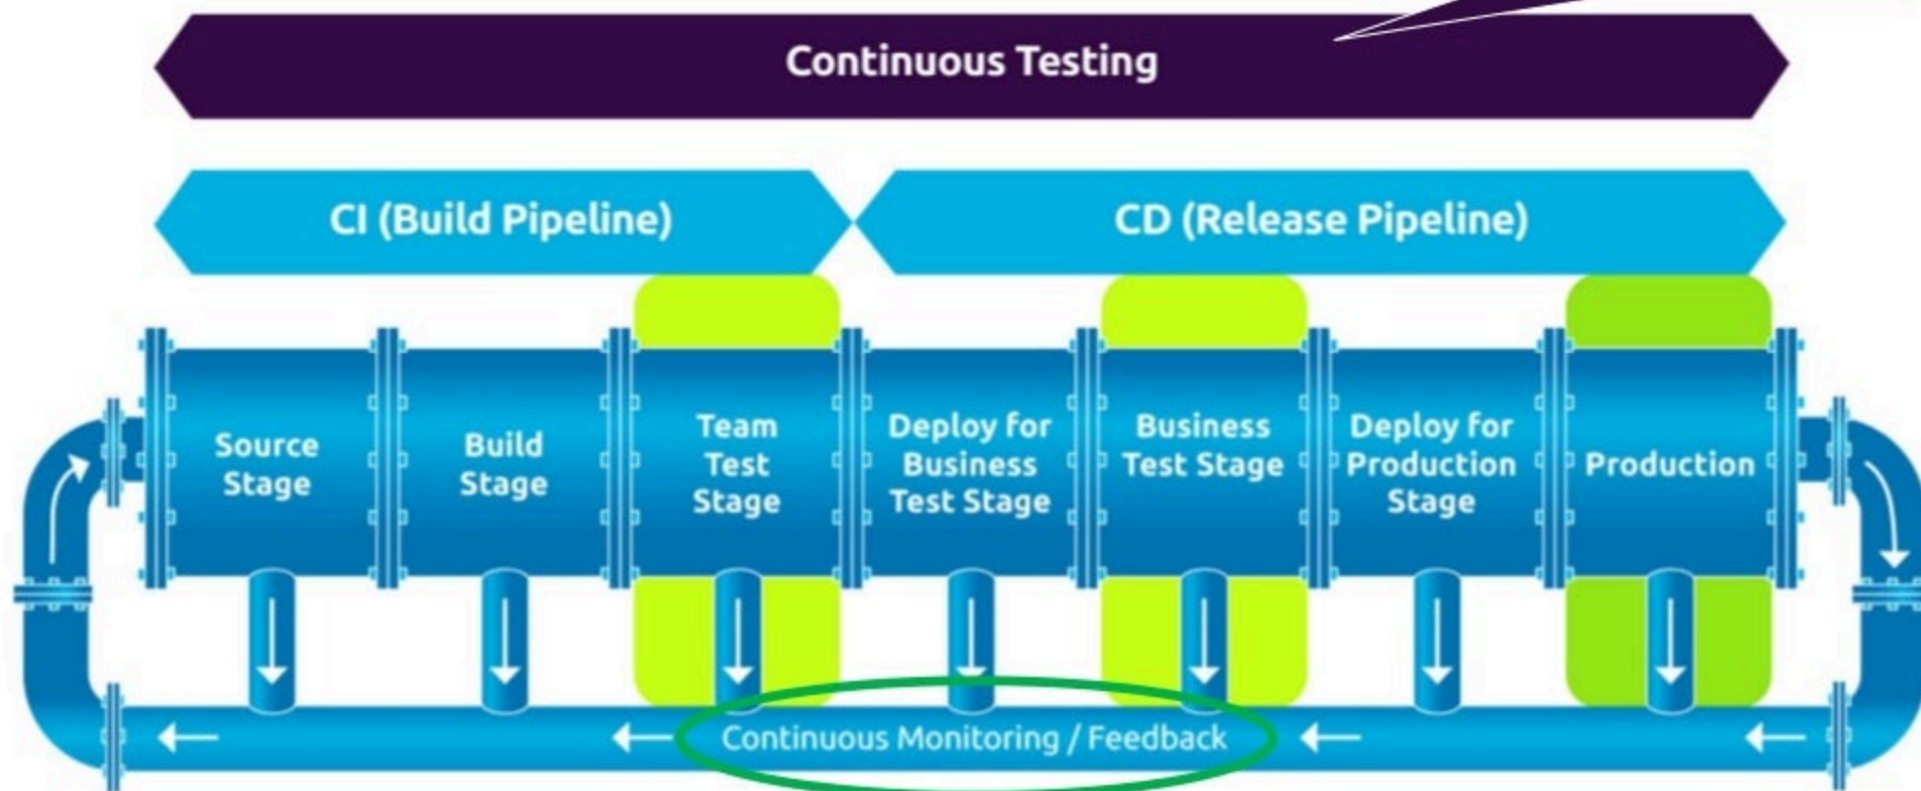 Continuous Testing
CI (Build Pipeline)
CD (Release Pipeline)
Source
Stage
Build
Stage
Team
Test
Stage
Deploy for
Business
Test Stage
Business
Test Stage
Deploy for
Production
Stage
Production
Continuous Monitoring / Feedback